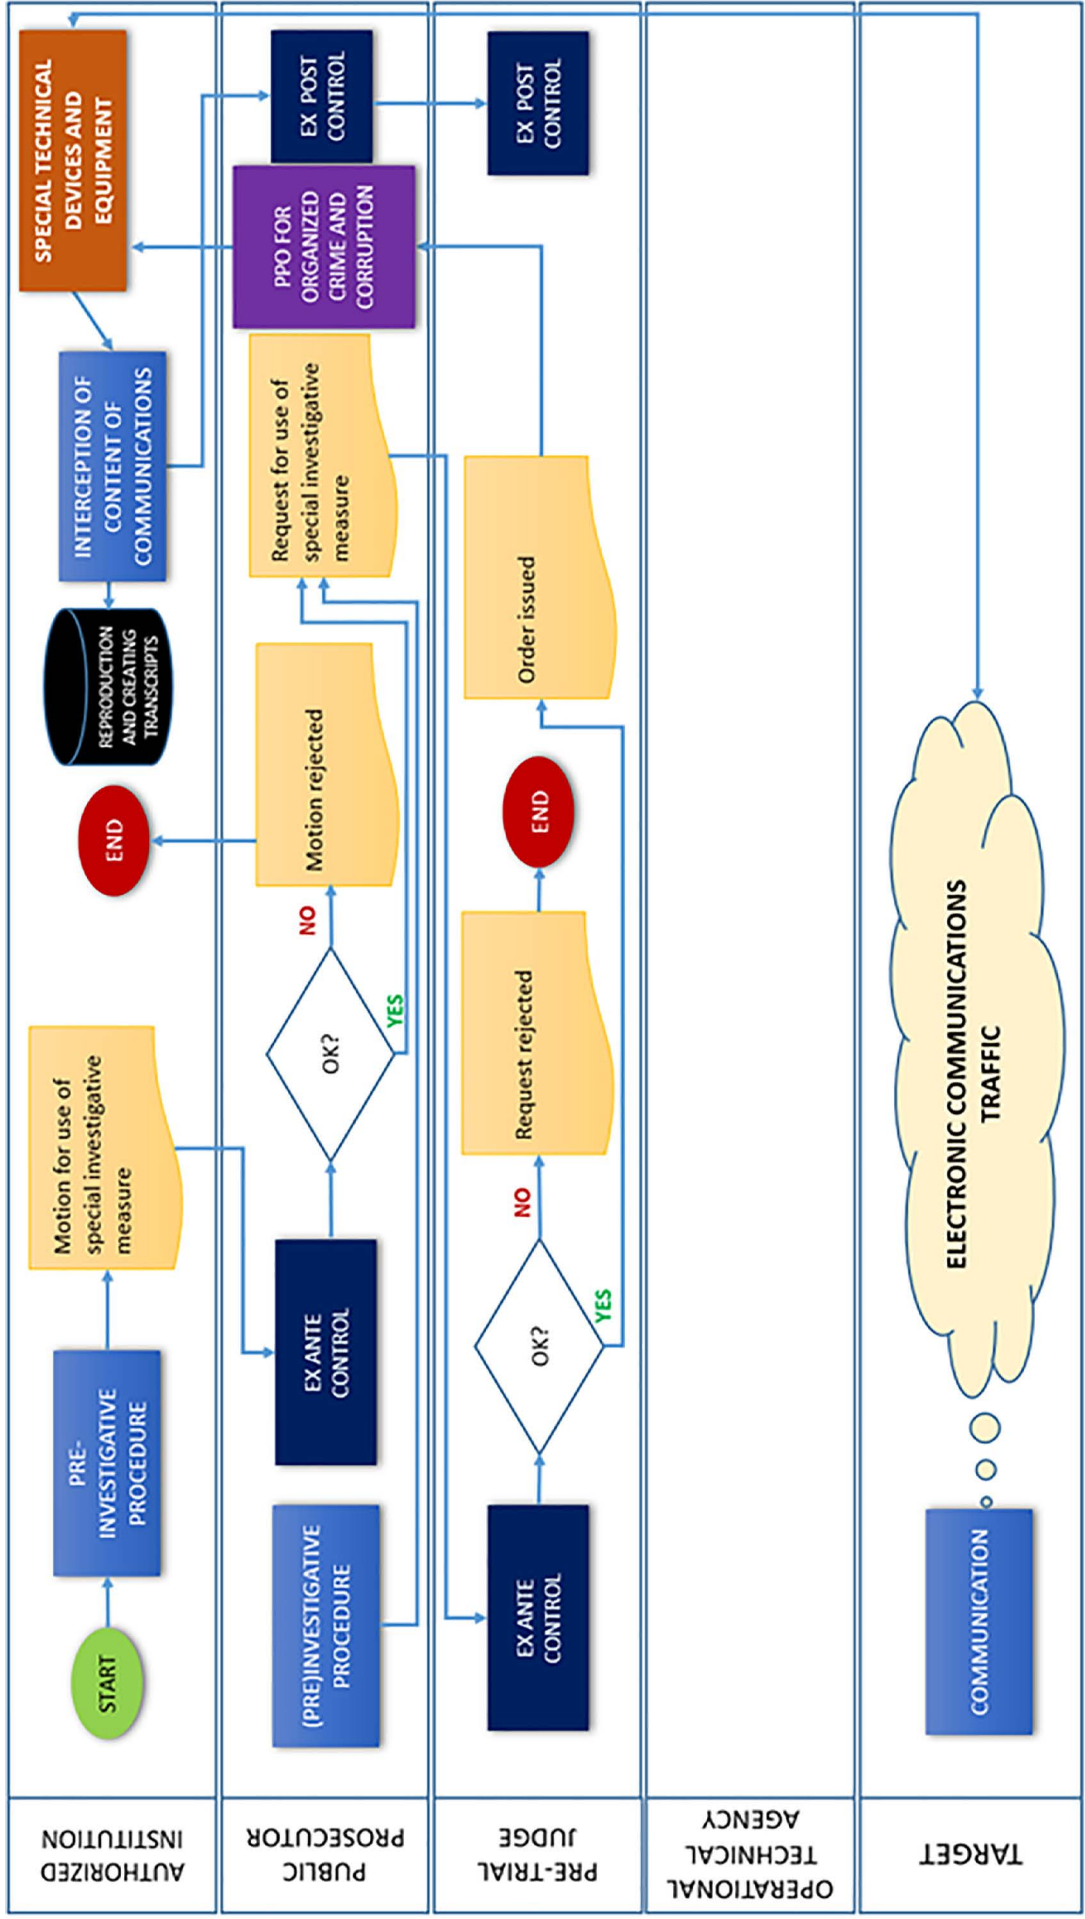 AUTHORIZED
INSTITUTION
START
PRE-
INVESTIGATIVE
PROCEDURE
Motion for use of
special investigative
measure
END
REPRODUCTION
AND CREATING
TRANSCRIPTS
INTERCEPTION OF
CONTENT OF
COMMUNICATIONS
SPECIAL TECHNICAL
DEVICES AND
EQUIPMENT
PUBLIC
PROSECUTOR
(PRE)INVESTIGATIVE
PROCEDURE
EX ANTE
CONTROL
OK?
NO
YES
Motion rejected
Request for use of
special investigative
measure
PPO FOR
ORGANIZED
CRIME AND
CORRUPTION
EX POST
CONTROL
PRE-TRIAL
JUDGE
EX ANTE
CONTROL
OK?
NO
YES
Request rejected
END
Order issued
EX POST
CONTROL
OPERATIONAL
TECHNICAL
AGENCY
TARGET
COMMUNICATION
ELECTRONIC COMMUNICATIONS
TRAFFIC